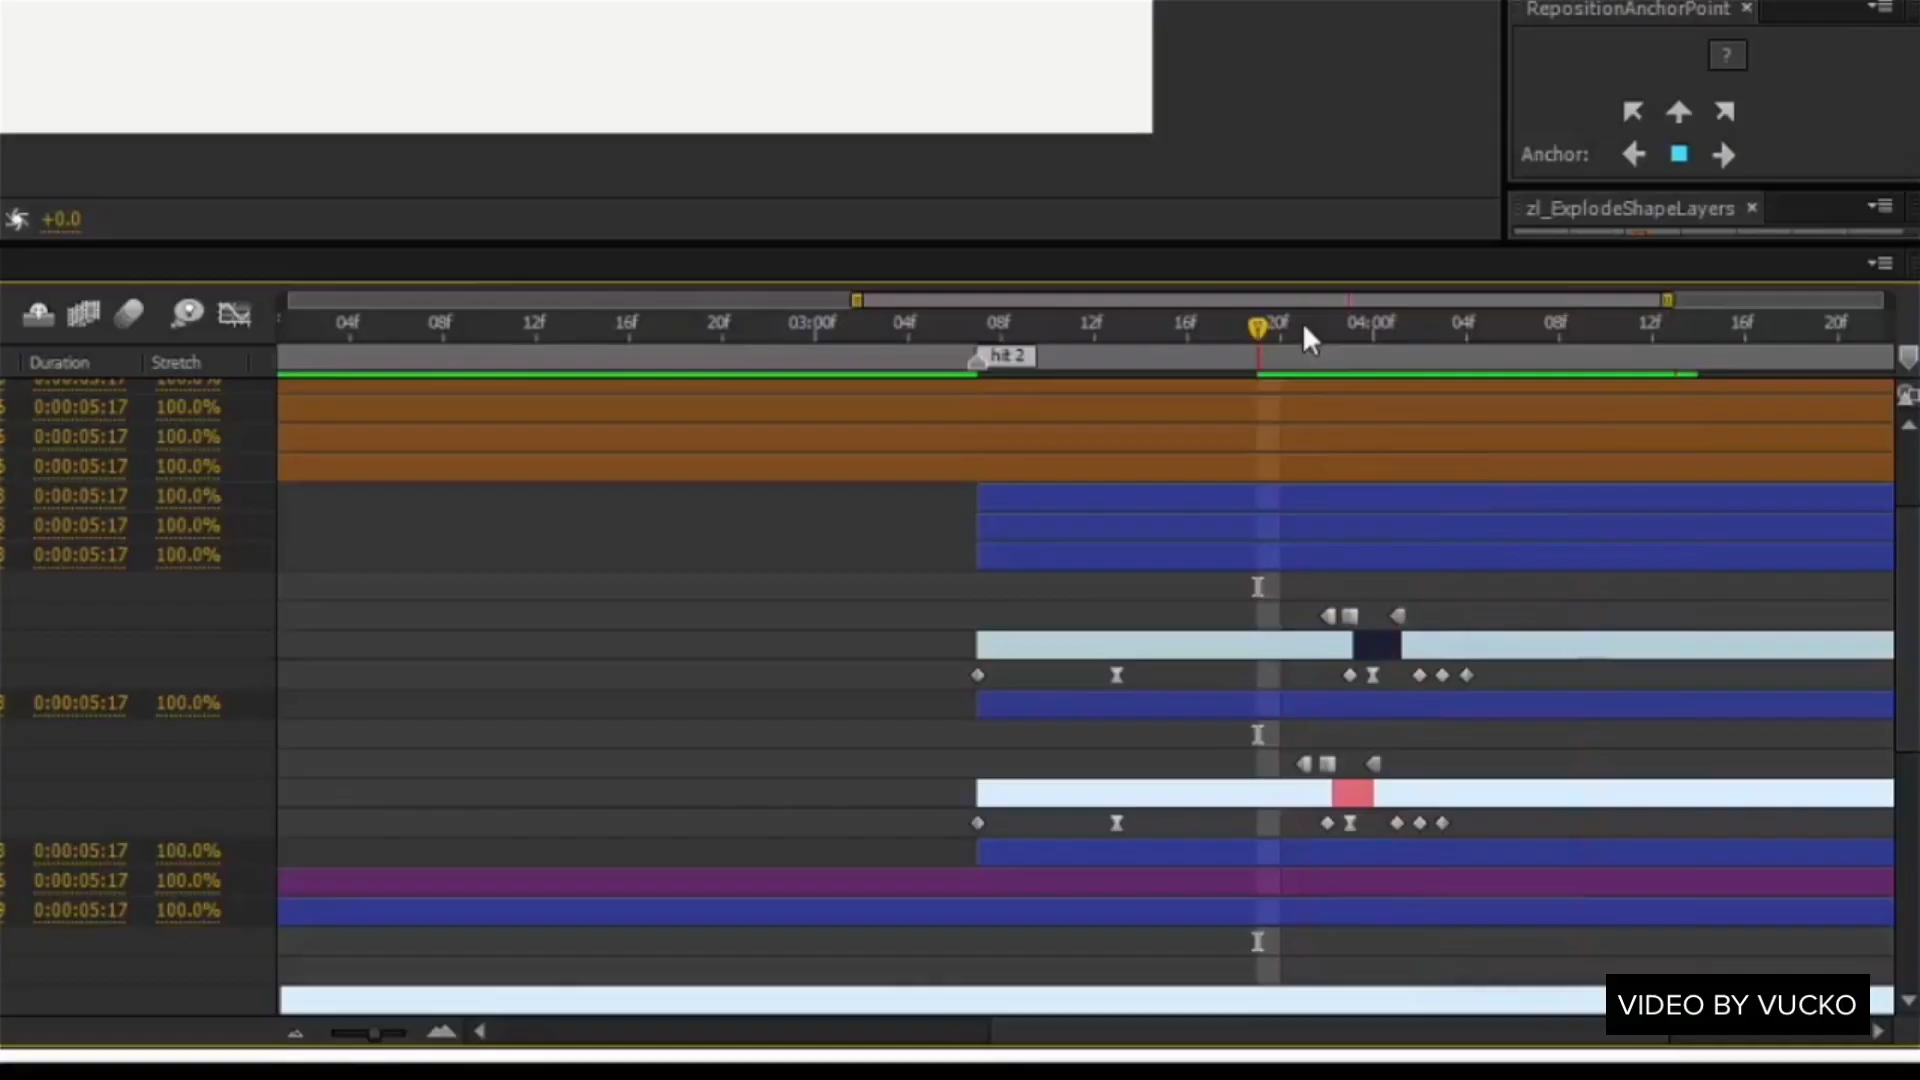 RepositionAnchorPoint ×
?
Anchor:
zl_ExplodeShapeLayers ×
+0.0
04f 08f 12f 16f 20f 03:00f 04f 08f 12f 16f 20f 04:00f 04f 08f 12f 16f 20f
Duration Stretch hit 2
0:00:05:17 100.0%
0:00:05:17 100.0%
0:00:05:17 100.0%
0:00:05:17 100.0%
0:00:05:17 100.0%
0:00:05:17 100.0%
0:00:05:17 100.0%
0:00:05:17 100.0%
0:00:05:17 100.0%
0:00:05:17 100.0%
VIDEO BY VUCKO